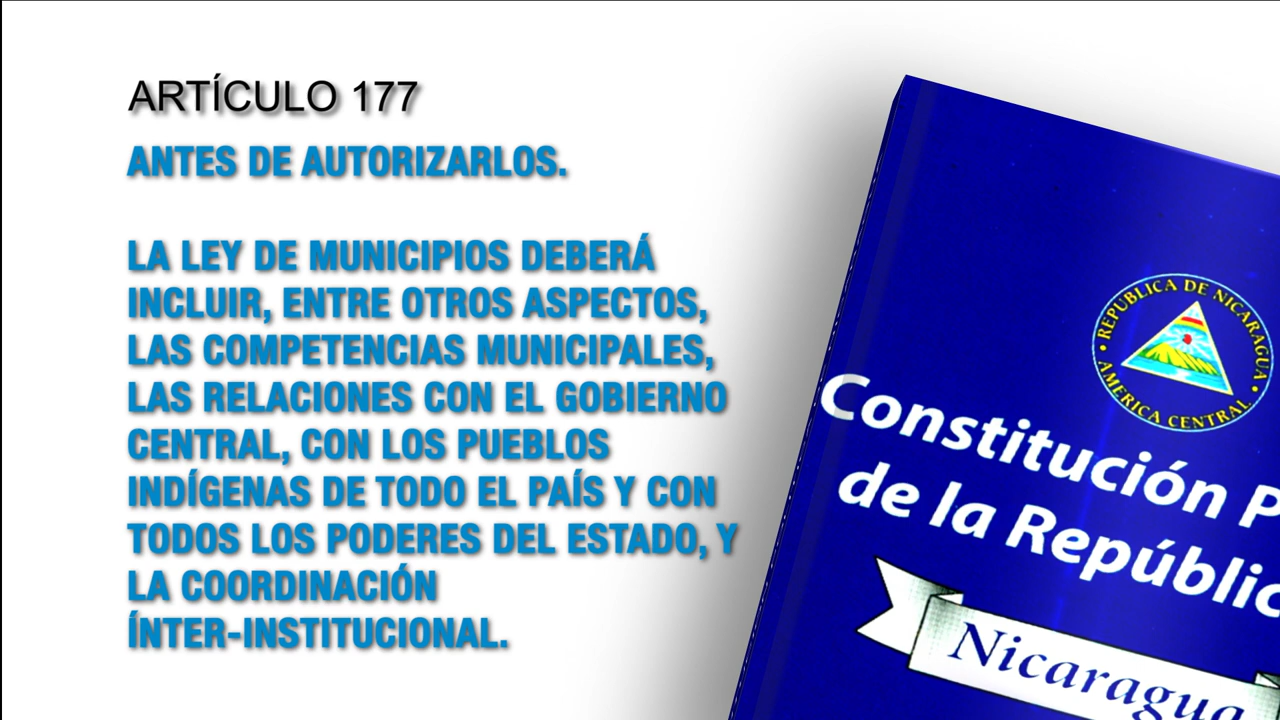 ARTÍCULO 177
ANTES DE AUTORIZARLOS.
LA LEY DE MUNICIPIOS DEBERÁ
INCLUIR, ENTRE OTROS ASPECTOS,
LAS COMPETENCIAS MUNICIPALES,
LAS RELACIONES CON EL GOBIERNO
CENTRAL, CON LOS PUEBLOS
INDÍGENAS DE TODO EL PAÍS Y CON
TODOS LOS PODERES DEL ESTADO, Y
LA COORDINACIÓN
ÍNTER-INSTITUCIONAL.
REPUBLICA DE NICARAGUA
AMERICA CENTRAL
Constitución P
de la Repúblic
Nicaragua